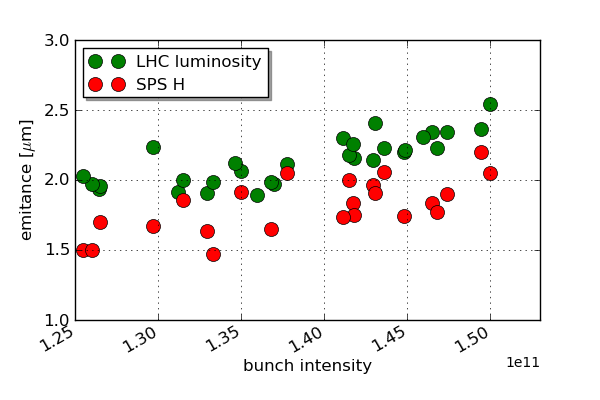 3.0
LHC luminosity
SPS H
2.5
2.0
1.5
1.0
emitance [μm]
1.25
1.30
1.35
1.40
1.45
1.50
1e11
bunch intensity